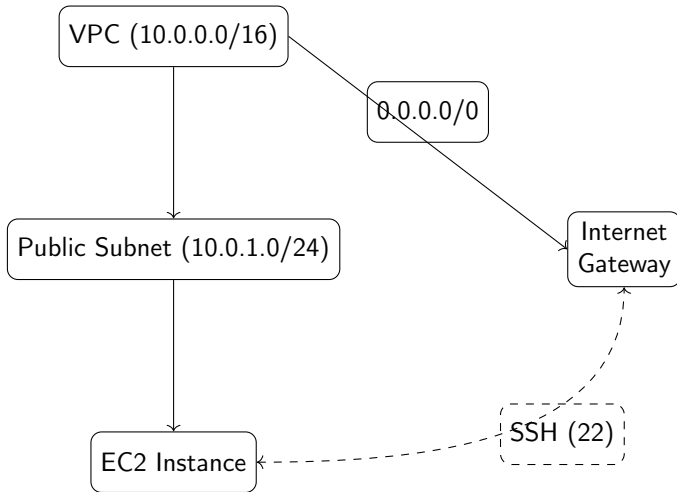 VPC (10.0.0.0/16)
0.0.0.0/0
Public Subnet (10.0.1.0/24)
Internet
Gateway
SSH (22)
EC2 Instance